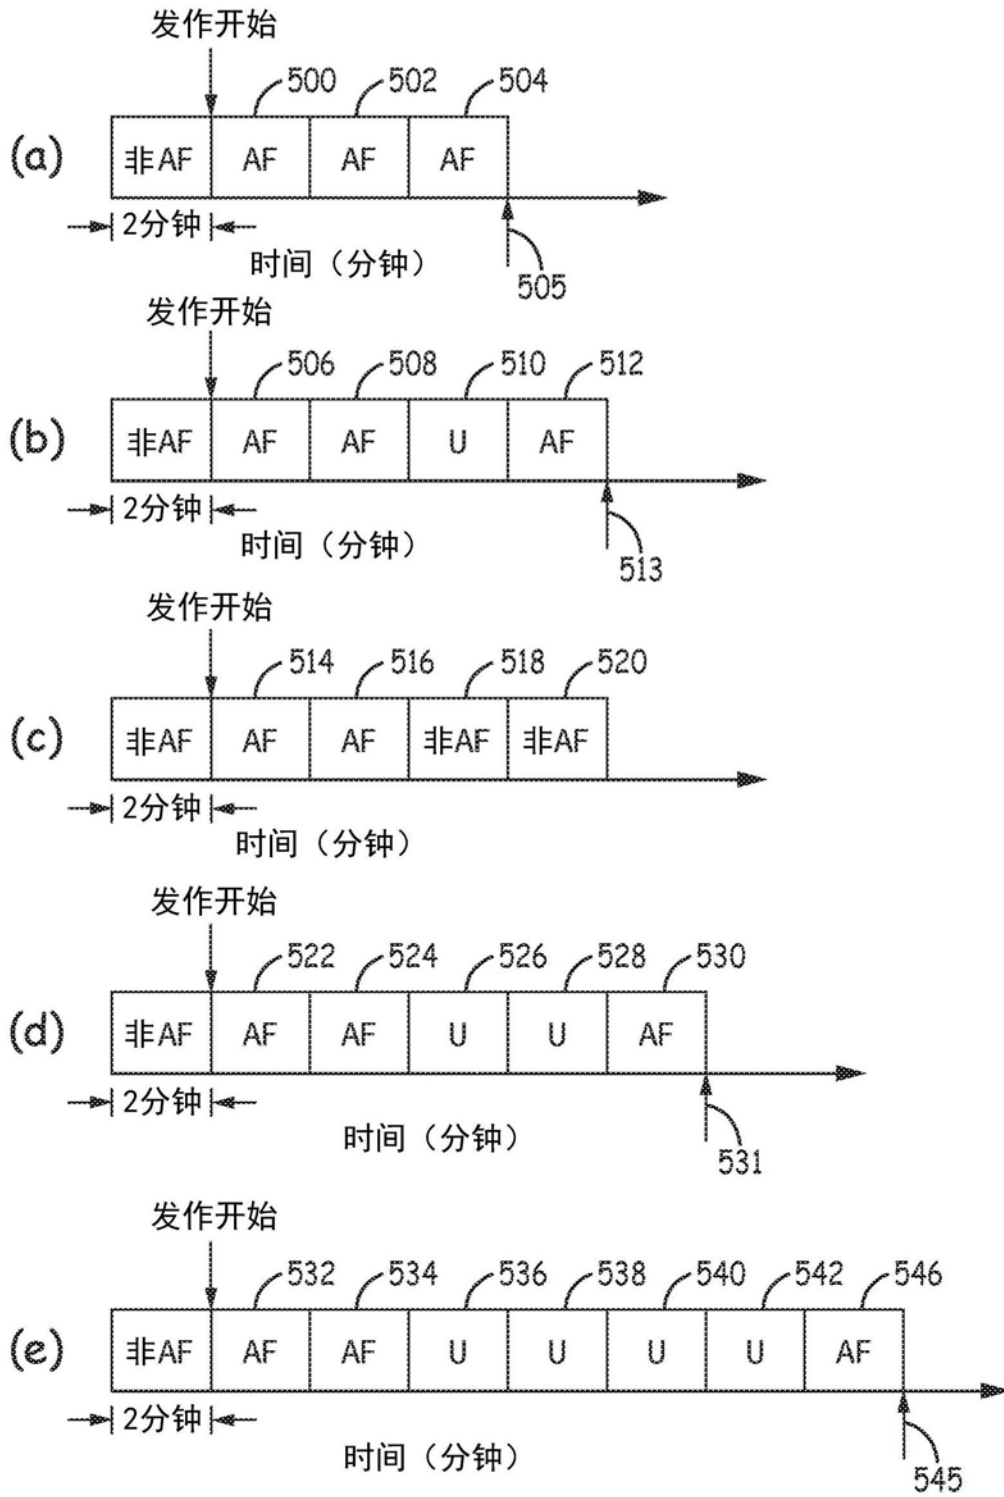 发作开始
500 502 504
(a) 非AF AF AF AF
2分钟
时间（分钟）
505
发作开始
506 508 510 512
(b) 非AF AF AF U AF
2分钟
时间（分钟）
513
发作开始
514 516 518 520
(c) 非AF AF AF 非AF 非AF
2分钟
时间（分钟）
发作开始
522 524 526 528 530
(d) 非AF AF AF U U AF
2分钟
时间（分钟）
531
发作开始
532 534 536 538 540 542 546
(e) 非AF AF AF U U U U AF
2分钟
时间（分钟）
545